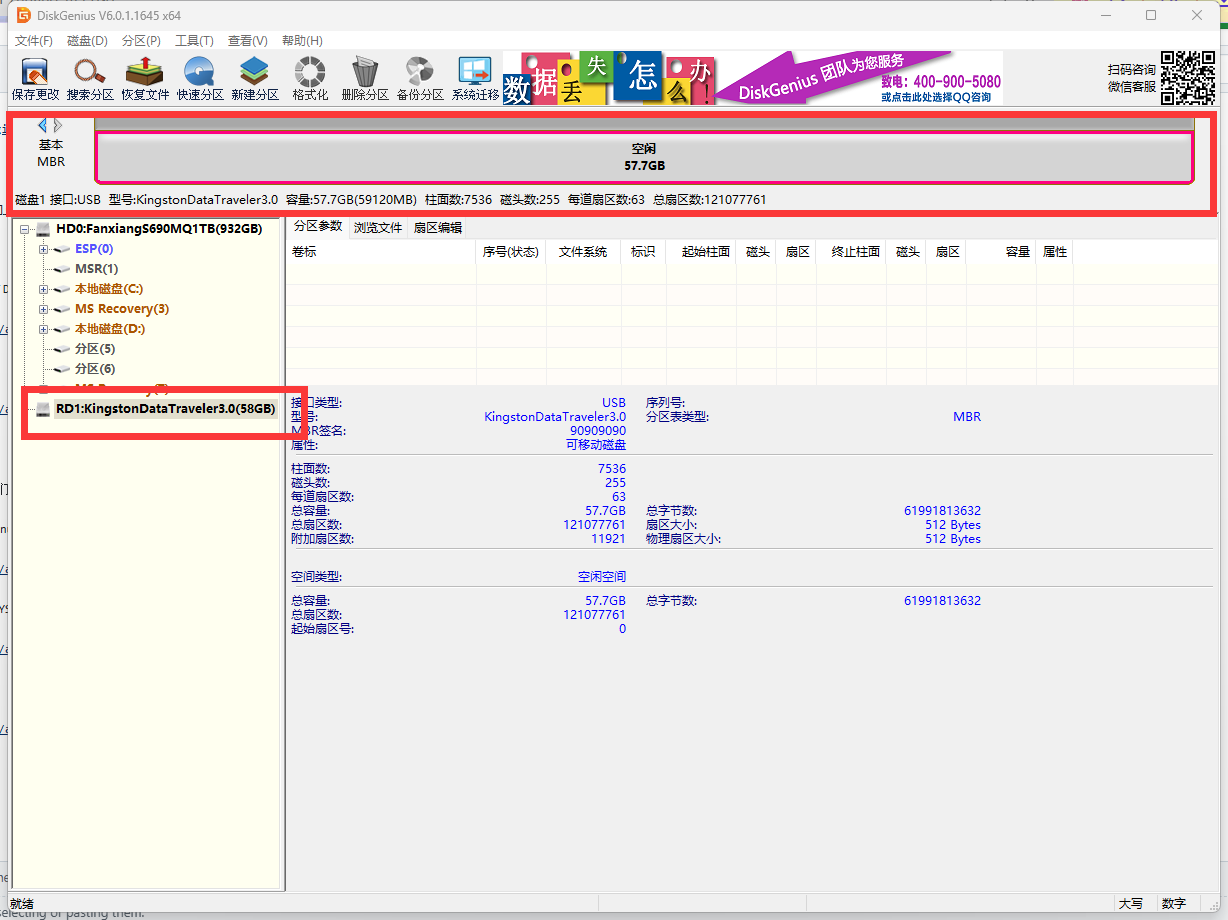 DiskGenius V6.0.1.1645 x64
文件(F) 磁盘(D) 分区(P) 工具(T) 查看(V) 帮助(H)
保存更改 搜索分区 恢复文件 快速分区 新建分区 格式化 删除分区 备份分区 系统迁移
数据丢失怎么办!
DiskGenius 团队为您服务
致电: 400-900-5080
或点击此处选择QQ咨询
扫码咨询
微信客服
基本
MBR
空闲
57.7GB
磁盘1 接口:USB 型号:KingstonDataTraveler3.0 容量:57.7GB(59120MB) 柱面数:7536 磁头数:255 每道扇区数:63 总扇区数:121077761
HD0:FanxiangS690MQ1TB(932GB)
ESP(0)
MSR(1)
本地磁盘(C:)
MS Recovery(3)
本地磁盘(D:)
分区(5)
分区(6)
RD1:KingstonDataTraveler3.0(58GB)
分区参数 浏览文件 扇区编辑
卷标 序号(状态) 文件系统 标识 起始柱面 磁头 扇区 终止柱面 磁头 扇区 容量 属性
接口类型: USB 序列号:
型号: KingstonDataTraveler3.0 分区表类型: MBR
MBR签名: 90909090
属性: 可移动磁盘
柱面数: 7536
磁头数: 255
每道扇区数: 63
总容量: 57.7GB 总字节数: 61991813632
总扇区数: 121077761 扇区大小: 512 Bytes
附加扇区数: 11921 物理扇区大小: 512 Bytes
空间类型: 空闲空间
总容量: 57.7GB 总字节数: 61991813632
总扇区数: 121077761
起始扇区号: 0
就绪 大写 数字
selecting or pasting them.